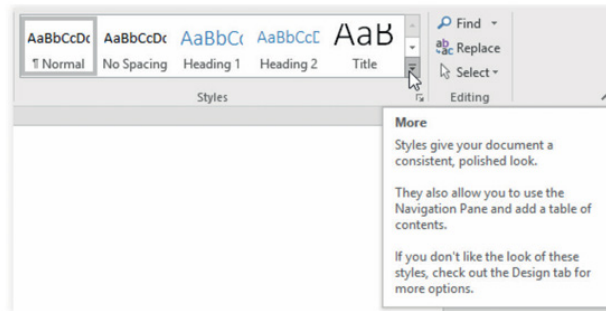 AaBbCcDc AaBbCcDc AaBbCc AaBbCcD AaB
¶ Normal No Spacing Heading 1 Heading 2 Title
Styles
Find
Replace
Select
Editing
More
Styles give your document a
consistent, polished look.
They also allow you to use the
Navigation Pane and add a table of
contents.
If you don't like the look of these
styles, check out the Design tab for
more options.